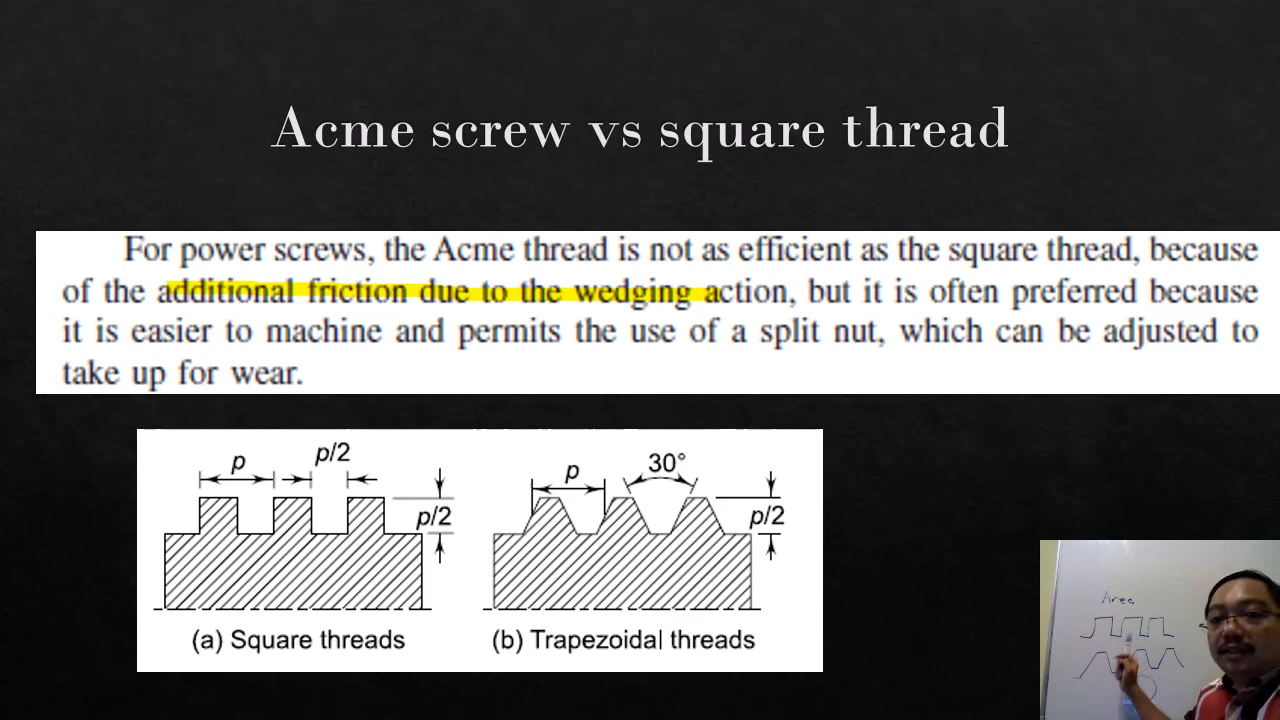 Acme screw vs square thread
For power screws, the Acme thread is not as efficient as the square thread, because
of the additional friction due to the wedging action, but it is often preferred because
it is easier to machine and permits the use of a split nut, which can be adjusted to
take up for wear.
p p/2 p/2
p 30° p/2
(a) Square threads
(b) Trapezoidal threads
Area